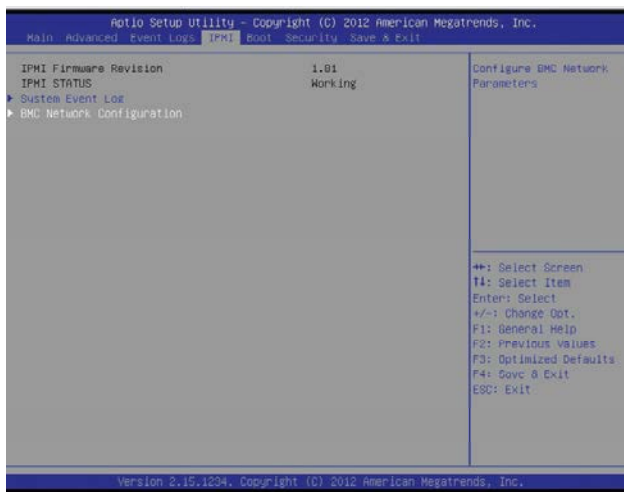 Aptio Setup Utility – Copyright (C) 2012 American Megatrends, Inc.
Main Advanced Event Logs IPMI Boot Security Save & Exit
IPMI Firmware Revision 1.01
IPMI STATUS Working
System Event Log
BMC Network Configuration
Configure BMC Network
Parameters
→←: Select Screen
↑↓: Select Item
Enter: Select
+/-: Change Opt.
F1: General Help
F2: Previous Values
F3: Optimized Defaults
F4: Save & Exit
ESC: Exit
Version 2.15.1234. Copyright (C) 2012 American Megatrends, Inc.